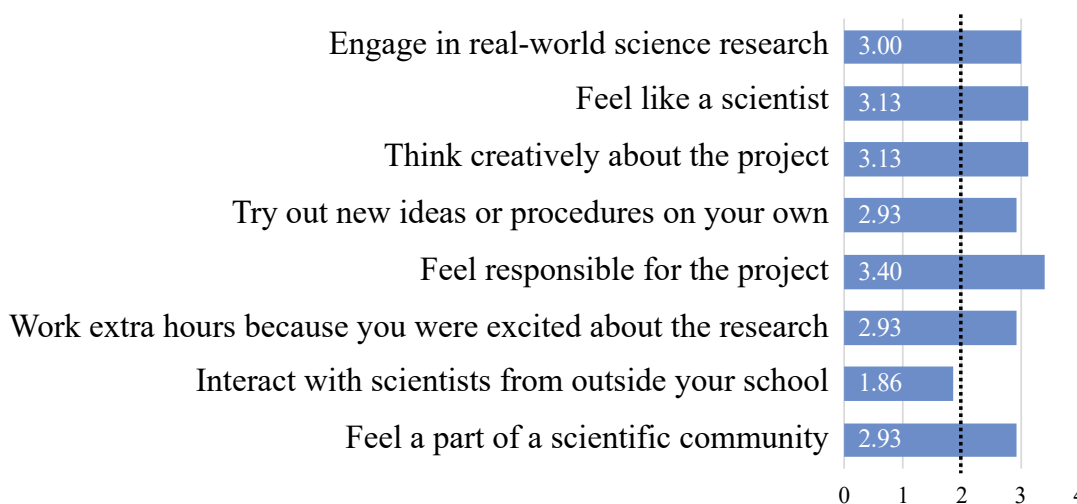 Engage in real-world science research 3.00
Feel like a scientist 3.13
Think creatively about the project 3.13
Try out new ideas or procedures on your own 2.93
Feel responsible for the project 3.40
Work extra hours because you were excited about the research 2.93
Interact with scientists from outside your school 1.86
Feel a part of a scientific community 2.93
0 1 2 3 4